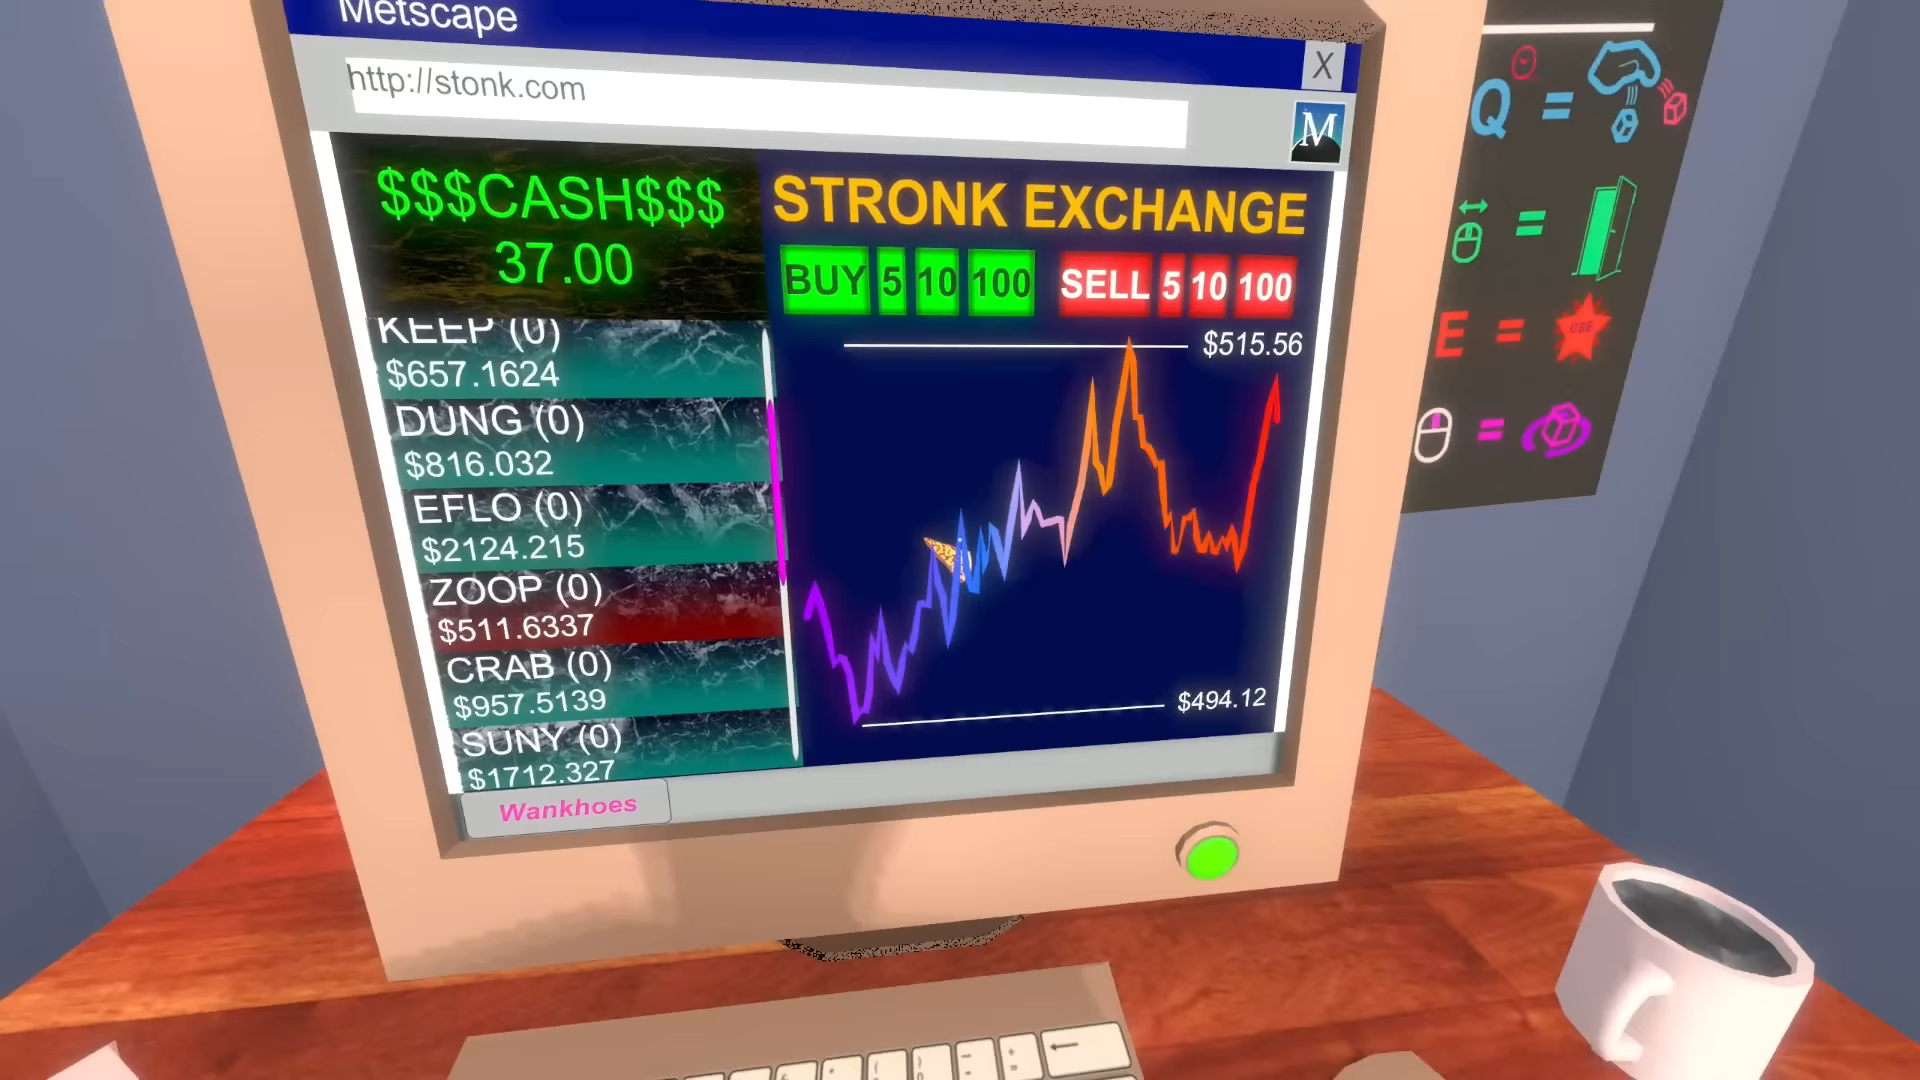 Metscape
X
http://stonk.com
M
$$$CASH$$$
37.00
STRONK EXCHANGE
BUY 5 10 100 SELL 5 10 100
KEEP (0)
$657.1624
DUNG (0)
$816.032
EFLO (0)
$2124.215
ZOOP (0)
$511.6337
CRAB (0)
$957.5139
SUNY (0)
$1712.327
$515.56
$494.12
Wankhoes
Q =
=
E = USE
=